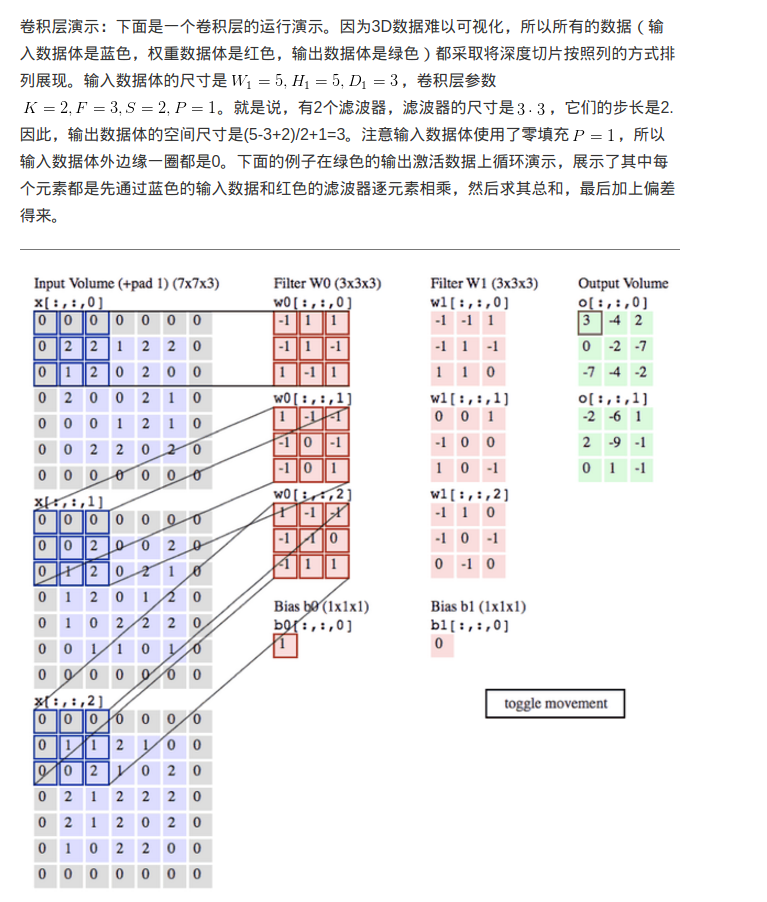 卷积层演示：下面是一个卷积层的运行演示。因为3D数据难以可视化，所以所有的数据（输
入数据体是蓝色，权重数据体是红色，输出数据体是绿色）都采取将深度切片按照列的方式排
列展现。输入数据体的尺寸是 W₁ = 5, H₁ = 5, D₁ = 3，卷积层参数
K = 2, F = 3, S = 2, P = 1。就是说，有2个滤波器，滤波器的尺寸是 3 · 3，它们的步长是2.
因此，输出数据体的空间尺寸是(5-3+2)/2+1=3。注意输入数据体使用了零填充 P = 1，所以
输入数据体外边缘一圈都是0。下面的例子在绿色的输出激活数据上循环演示，展示了其中每
个元素都是先通过蓝色的输入数据和红色的滤波器逐元素相乘，然后求其总和，最后加上偏差
得来。
Input Volume (+pad 1) (7x7x3)
x[:,:,0]
0 0 0 0 0 0 0
0 2 2 1 2 2 0
0 1 2 0 2 0 0
0 2 0 0 2 1 0
0 0 0 1 2 1 0
0 0 2 2 0 2 0
0 0 0 0 0 0 0
x[:,:,1]
0 0 0 0 0 0 0
0 0 2 0 0 2 0
0 1 2 0 2 1 0
0 1 2 0 1 2 0
0 1 0 2 2 2 0
0 0 1 1 0 1 0
0 0 0 0 0 0 0
x[:,:,2]
0 0 0 0 0 0 0
0 1 1 2 1 0 0
0 0 2 1 0 2 0
0 2 1 2 2 2 0
0 2 1 2 0 2 0
0 1 0 2 2 0 0
0 0 0 0 0 0 0
Filter W0 (3x3x3)
w0[:,:,0]
-1 1 1
-1 1 -1
1 -1 1
w0[:,:,1]
1 -1 -1
-1 0 -1
-1 0 1
w0[:,:,2]
1 -1 -1
-1 1 0
-1 1 1
Bias b0 (1x1x1)
b0[:,:,0]
1
Filter W1 (3x3x3)
w1[:,:,0]
-1 -1 1
-1 1 -1
1 1 0
w1[:,:,1]
0 0 1
-1 0 0
1 0 -1
w1[:,:,2]
-1 1 0
-1 0 -1
0 -1 0
Bias b1 (1x1x1)
b1[:,:,0]
0
Output Volume
o[:,:,0]
3 -4 2
0 -2 -7
-7 -4 -2
o[:,:,1]
-2 -6 1
2 -9 -1
0 1 -1
toggle movement